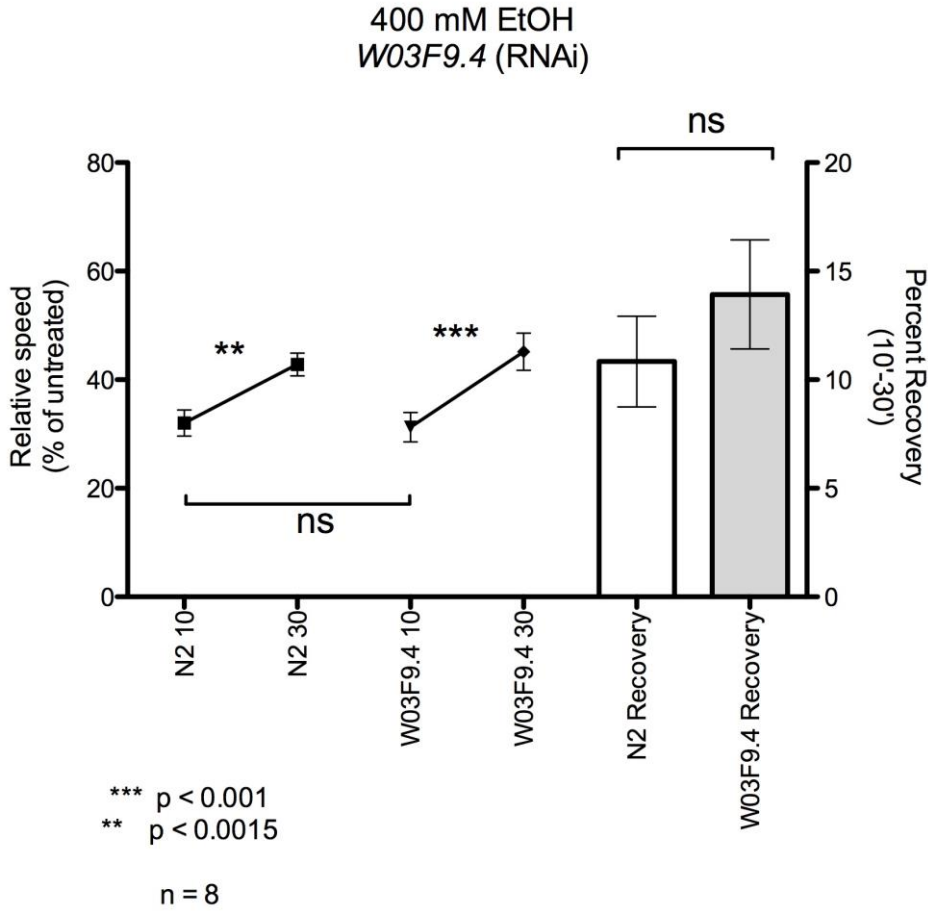 400 mM EtOH
W03F9.4 (RNAi)
ns
80
60
40
20
0
Relative speed
(% of untreated)
**
***
ns
20
15
10
5
0
Percent Recovery
(10'-30')
N2 10
N2 30
W03F9.4 10
W03F9.4 30
N2 Recovery
W03F9.4 Recovery
*** p < 0.001
** p < 0.0015
n = 8